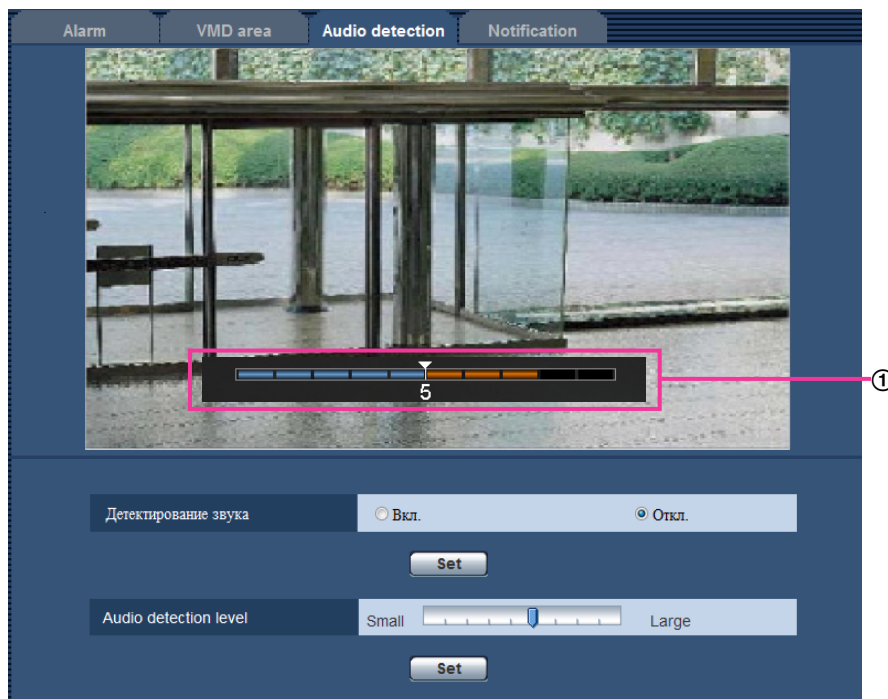 Alarm VMD area Audio detection Notification
5
①
Детектирование звука Вкл. Откл.
Set
Audio detection level Small Large
Set